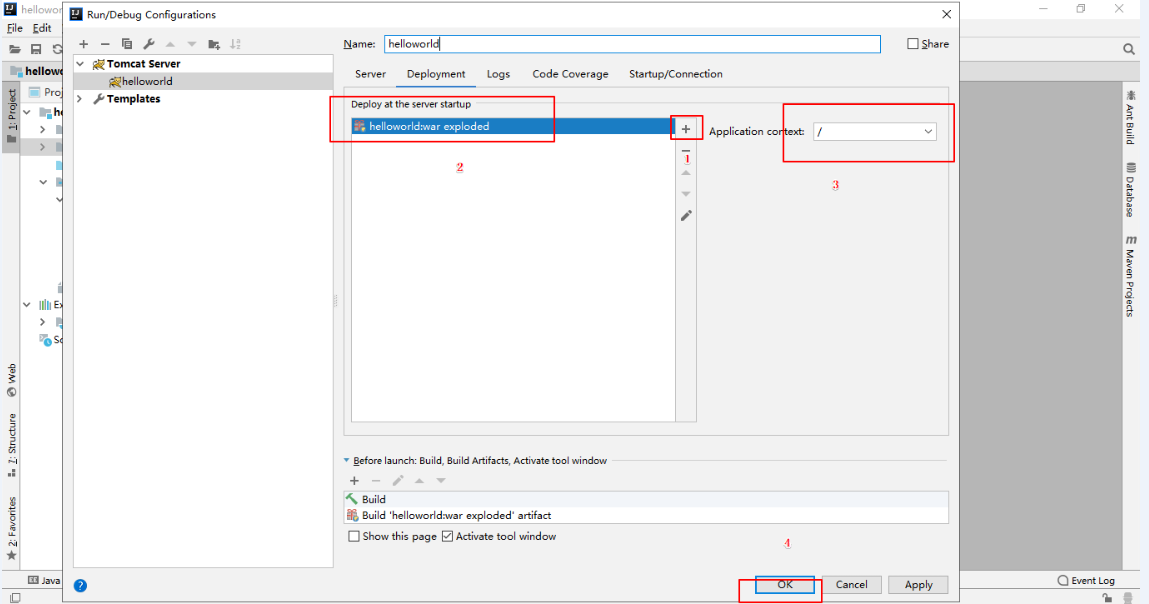 hellowor
Run/Debug Configurations
File Edit
Name: helloworld
Share
hellowo
Tomcat Server
helloworld
Templates
Server Deployment Logs Code Coverage Startup/Connection
1: Project
Proj
he
Deploy at the server startup
helloworld:war exploded
Application context: /
1
2
3
Ant Build
Database
m Maven Projects
Ex
Sc
Web
Z: Structure
2: Favorites
Before launch: Build, Build Artifacts, Activate tool window
Build
Build 'helloworld:war exploded' artifact
Show this page Activate tool window
4
OK Cancel Apply
Java
Event Log